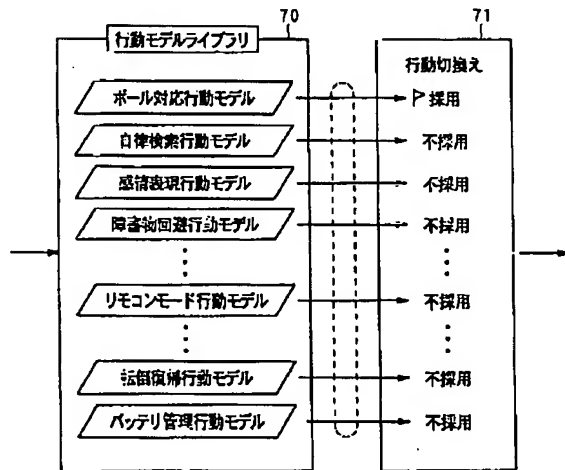 70
71
行動モデルライブラリ
行動切換え
ボール対応行動モデル
採用
自律検索行動モデル
不採用
感情表現行動モデル
不採用
障害物回避行動モデル
不採用
リモコンモード行動モデル
不採用
転倒復帰行動モデル
不採用
バッテリ管理行動モデル
不採用